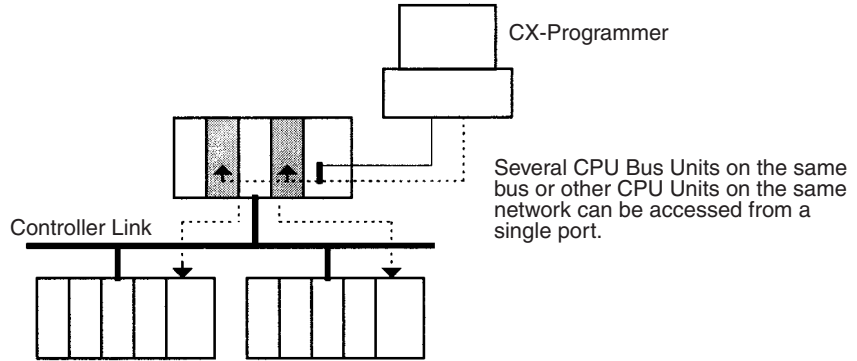 CX-Programmer
Several CPU Bus Units on the same
bus or other CPU Units on the same
network can be accessed from a
single port.
Controller Link